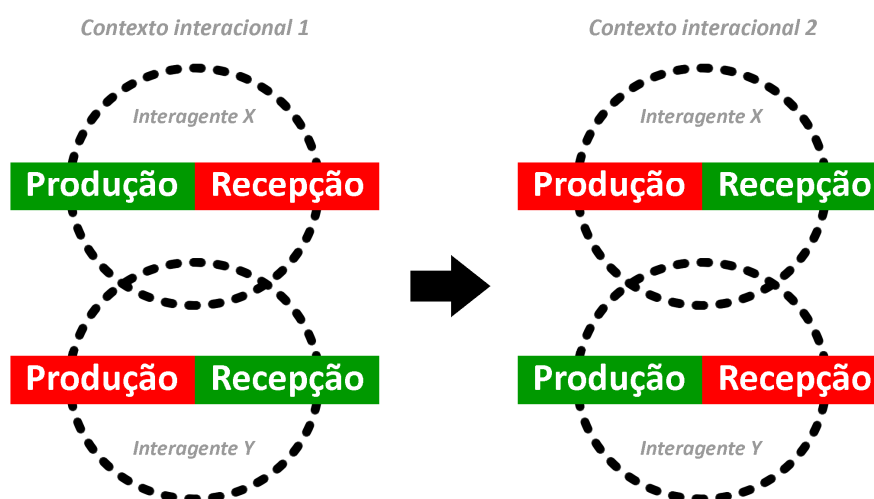 Contexto interacional 1
Interagente X
Produção Recepção
Produção Recepção
Interagente Y
Contexto interacional 2
Interagente X
Produção Recepção
Produção Recepção
Interagente Y